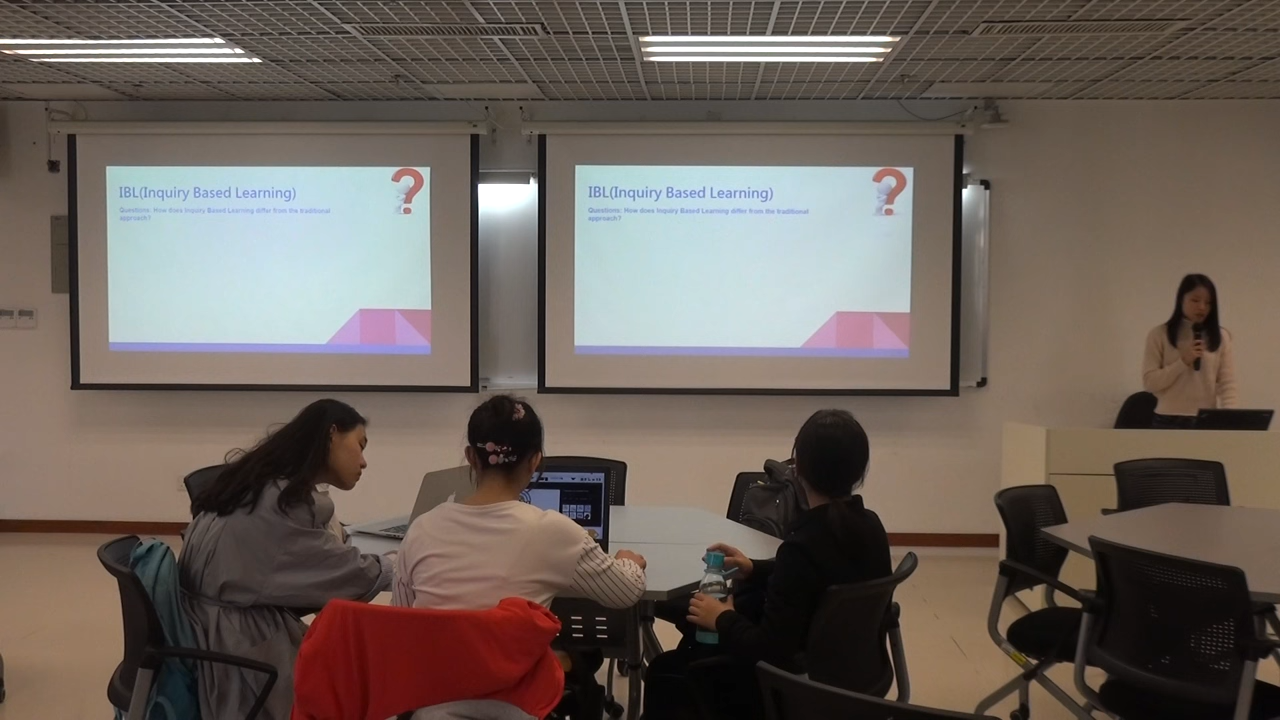 IBL(Inquiry Based Learning)
Questions: How does Inquiry Based Learning differ from the traditional
approach?
IBL(Inquiry Based Learning)
Questions: How does Inquiry Based Learning differ from the traditional
approach?